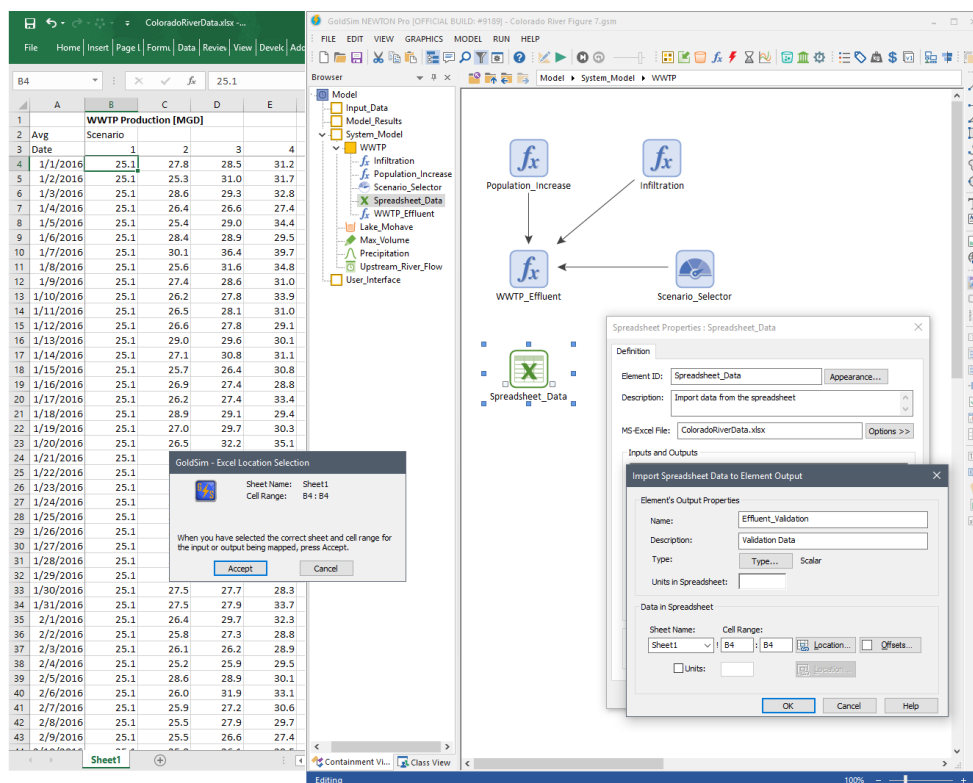 ColoradoRiverData.xlsx -...
File Home Insert Page L Formu Data Review View Develc Add
B4 fx 25.1
A B C D E
1 WWTP Production [MGD]
2 Avg Scenario
3 Date 1 2 3 4
4 1/1/2016 25.1 27.8 28.5 31.2
5 1/2/2016 25.1 25.3 31.0 31.7
6 1/3/2016 25.1 28.6 29.3 32.8
7 1/4/2016 25.1 26.4 26.6 27.4
8 1/5/2016 25.1 25.4 29.0 34.4
9 1/6/2016 25.1 28.4 28.9 29.5
10 1/7/2016 25.1 30.1 36.4 39.7
11 1/8/2016 25.1 25.6 31.6 34.8
12 1/9/2016 25.1 27.4 28.6 31.0
13 1/10/2016 25.1 26.2 27.8 33.9
14 1/11/2016 25.1 26.5 28.1 31.0
15 1/12/2016 25.1 26.6 27.8 29.1
16 1/13/2016 25.1 29.0 29.6 30.1
17 1/14/2016 25.1 27.1 30.8 31.1
18 1/15/2016 25.1 25.7 26.4 30.8
19 1/16/2016 25.1 26.9 27.4 28.8
20 1/17/2016 25.1 26.2 27.4 33.4
21 1/18/2016 25.1 28.9 29.1 29.4
22 1/19/2016 25.1 27.0 29.7 30.3
23 1/20/2016 25.1 26.5 32.2 35.1
24 1/21/2016 25.1
25 1/22/2016 25.1
26 1/23/2016 25.1
27 1/24/2016 25.1
28 1/25/2016 25.1
29 1/26/2016 25.1
30 1/27/2016 25.1
31 1/28/2016 25.1
32 1/29/2016 25.1
33 1/30/2016 25.1 27.5 27.7 28.3
34 1/31/2016 25.1 27.5 27.9 33.7
35 2/1/2016 25.1 26.4 29.7 32.3
36 2/2/2016 25.1 25.8 27.3 28.8
37 2/3/2016 25.1 26.1 26.2 28.9
38 2/4/2016 25.1 25.2 25.9 29.5
39 2/5/2016 25.1 28.6 28.9 30.1
40 2/6/2016 25.1 26.0 31.9 33.1
41 2/7/2016 25.1 25.9 27.2 30.6
42 2/8/2016 25.1 25.5 27.9 29.7
43 2/9/2016 25.1 25.5 26.6 27.4
Sheet1
GoldSim - Excel Location Selection
Sheet Name: Sheet1
Cell Range: B4 : B4
When you have selected the correct sheet and cell range for
the input or output being mapped, press Accept.
Accept Cancel
GoldSim NEWTON Pro [OFFICIAL BUILD: #9189] - Colorado River Figure 7.gsm
FILE EDIT VIEW GRAPHICS MODEL RUN HELP
Browser
Model System_Model WWTP
Model
Input_Data
Model_Results
System_Model
WWTP
fx Infiltration
fx Population_Increase
Scenario_Selector
X Spreadsheet_Data
fx WWTP_Effluent
Lake_Mohave
Max_Volume
Precipitation
Upstream_River_Flow
User_Interface
Containment Vi... Class View
Editing 100%
fx fx
Population_Increase Infiltration
fx
WWTP_Effluent Scenario_Selector
X
Spreadsheet_Data
Spreadsheet Properties : Spreadsheet_Data
Definition
Element ID: Spreadsheet_Data Appearance...
Description: Import data from the spreadsheet
MS-Excel File: ColoradoRiverData.xlsx Options >>
Inputs and Outputs
Import Spreadsheet Data to Element Output
Element's Output Properties
Name: Effluent_Validation
Description: Validation Data
Type: Type... Scalar
Units in Spreadsheet:
Data in Spreadsheet
Sheet Name: Cell Range:
Sheet1 ! B4 : B4 Location... Offsets...
Units: Location...
OK Cancel Help